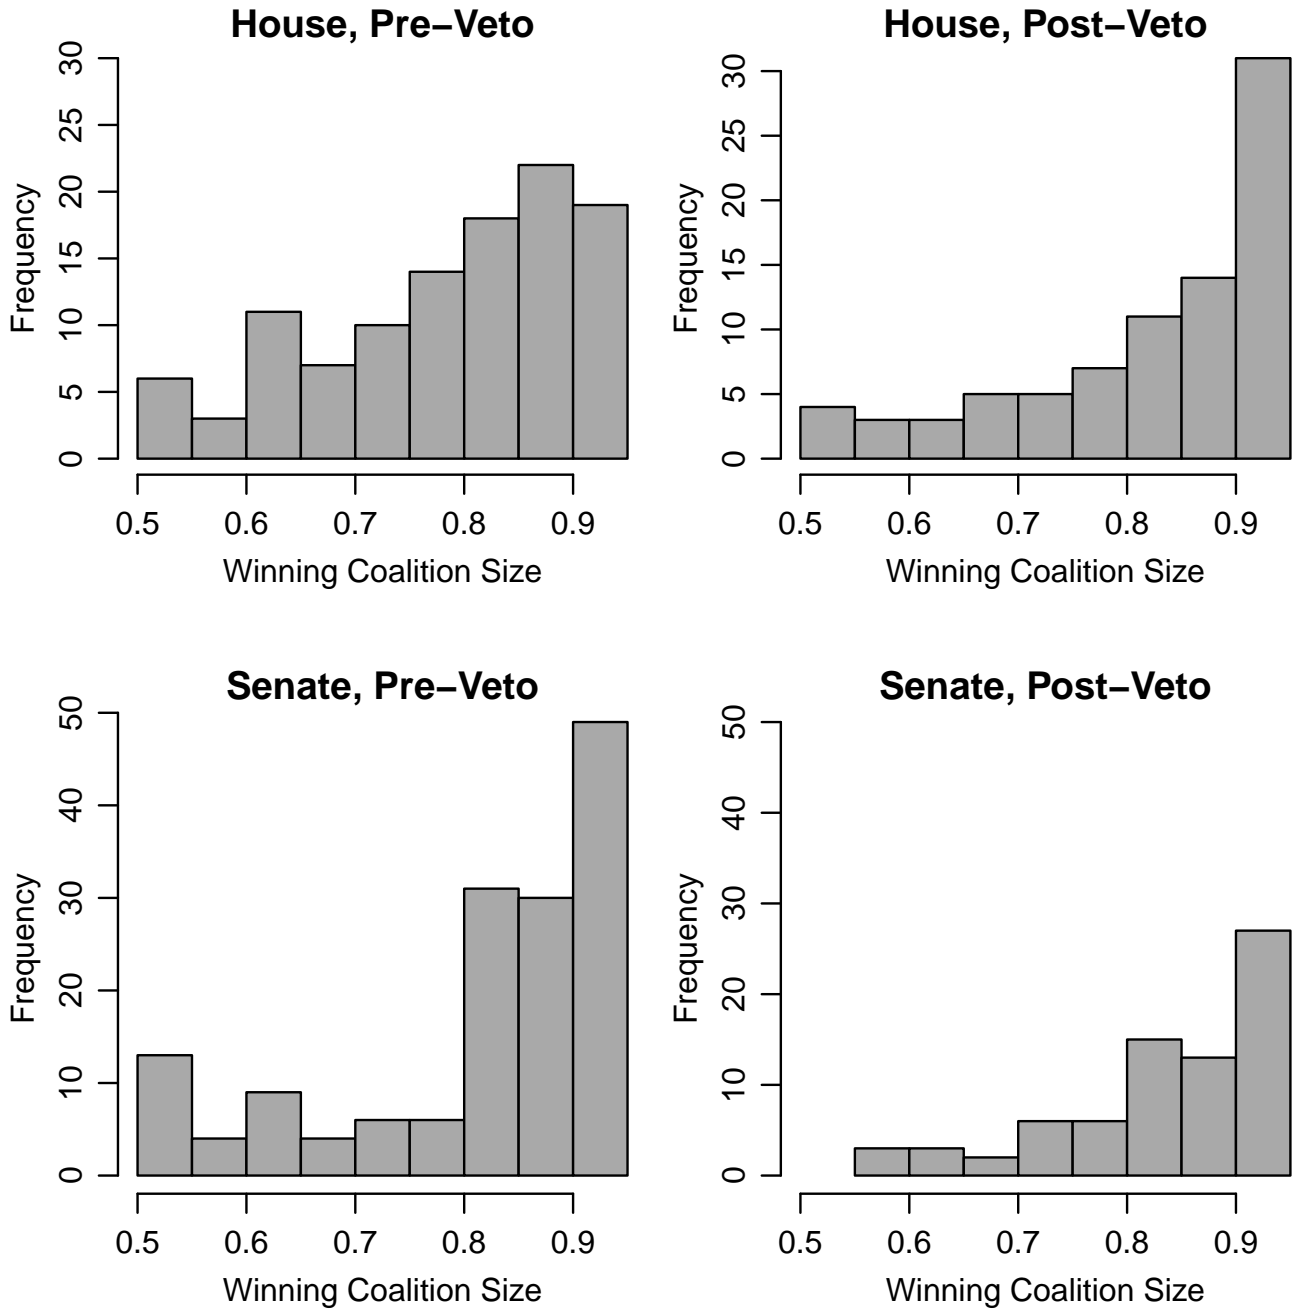 House, Pre−Veto
Frequency
0
5
10
15
20
25
30
0.5 0.6 0.7 0.8 0.9
Winning Coalition Size
House, Post−Veto
Frequency
0
5
10
15
20
25
30
0.5 0.6 0.7 0.8 0.9
Winning Coalition Size
Senate, Pre−Veto
Frequency
0
10
20
30
40
50
0.5 0.6 0.7 0.8 0.9
Winning Coalition Size
Senate, Post−Veto
Frequency
0
10
20
30
40
50
0.5 0.6 0.7 0.8 0.9
Winning Coalition Size